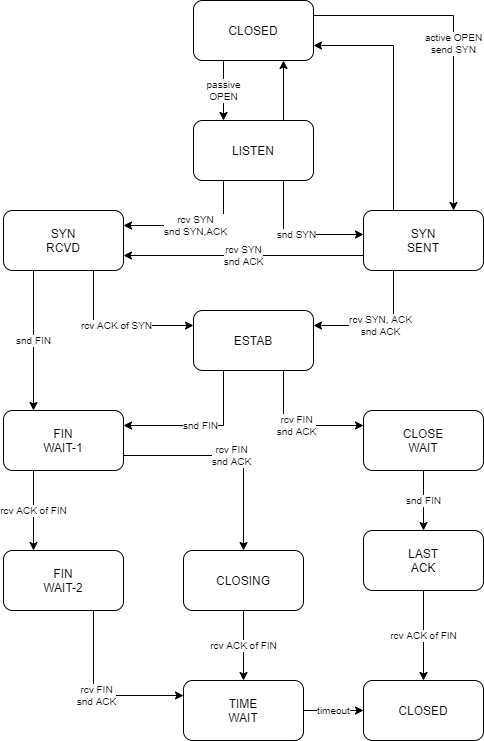 CLOSED
active OPEN
send SYN
passive
OPEN
LISTEN
rcv SYN
snd SYN,ACK
snd SYN
SYN
RCVD
SYN
SENT
rcv SYN
snd ACK
rcv ACK of SYN
rcv SYN, ACK
snd ACK
snd FIN
ESTAB
snd FIN
rcv FIN
snd ACK
FIN
WAIT-1
CLOSE
WAIT
rcv FIN
snd ACK
snd FIN
rcv ACK of FIN
LAST
ACK
FIN
WAIT-2
CLOSING
rcv ACK of FIN
rcv ACK of FIN
rcv FIN
snd ACK
TIME
WAIT
timeout
CLOSED